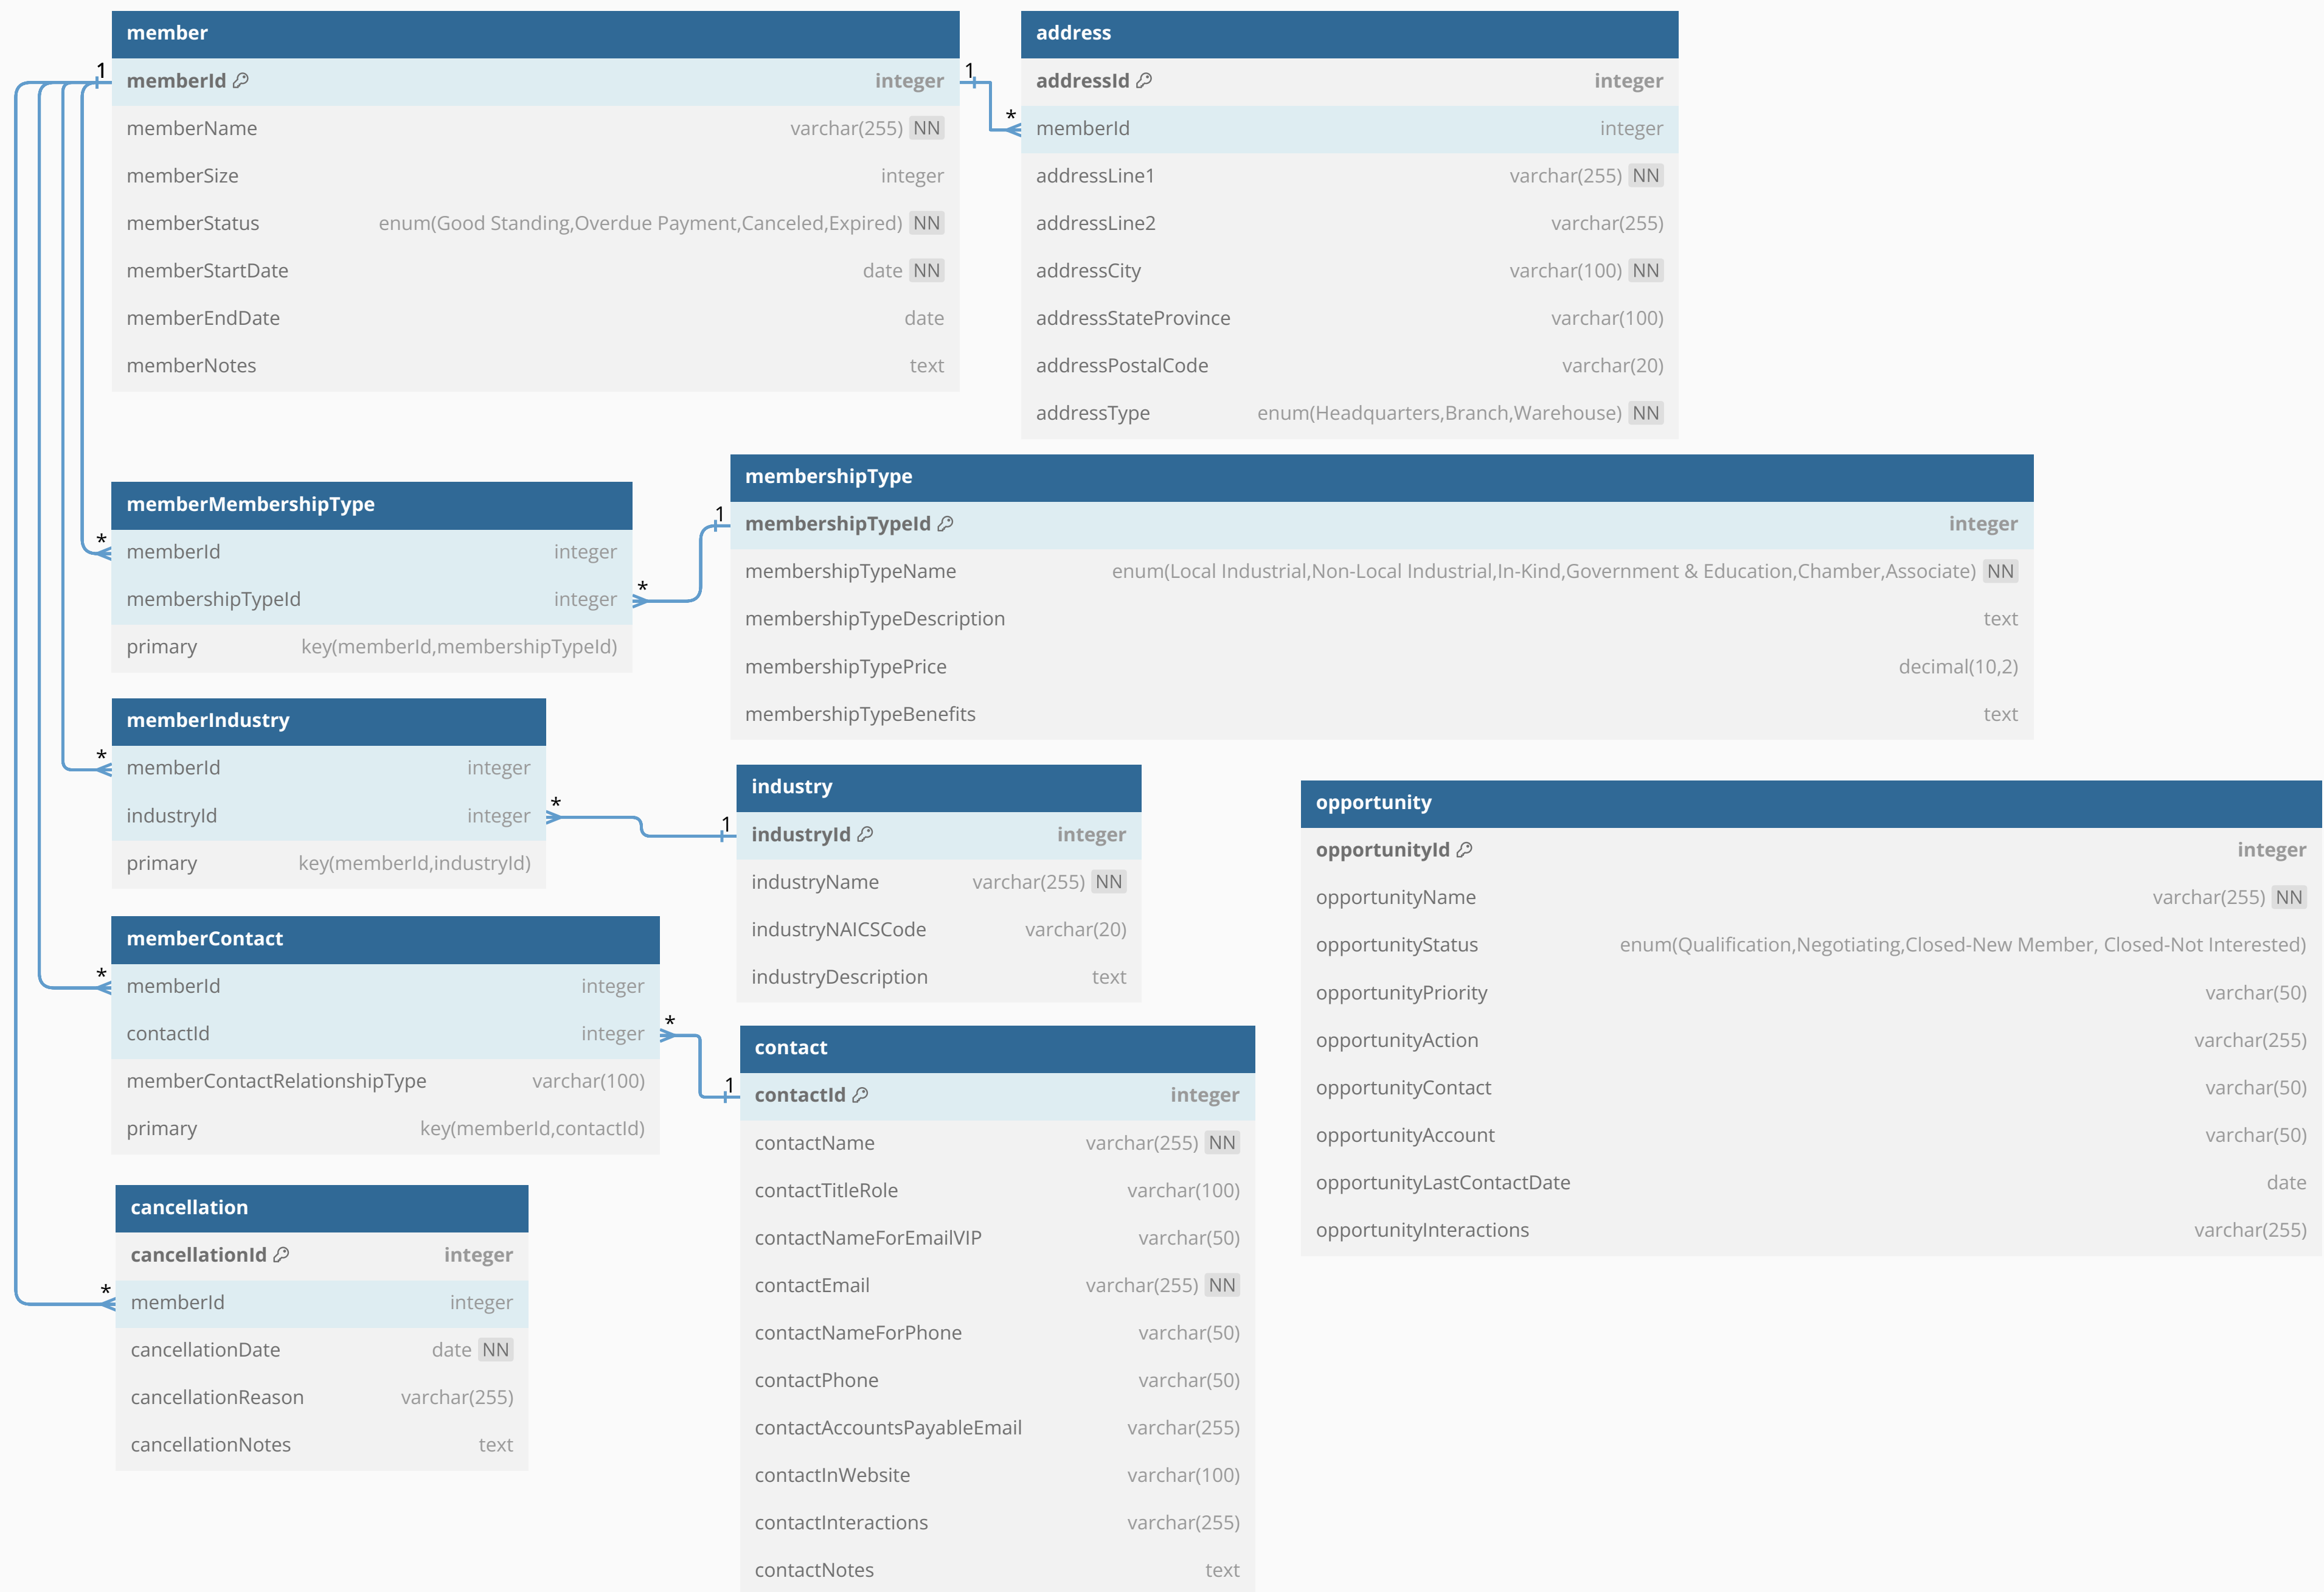 member
1
memberId integer
memberName varchar(255) NN
memberSize integer
memberStatus enum(Good Standing,Overdue Payment,Canceled,Expired) NN
memberStartDate date NN
memberEndDate date
memberNotes text
address
1
addressId integer
*
memberId integer
addressLine1 varchar(255) NN
addressLine2 varchar(255)
addressCity varchar(100) NN
addressStateProvince varchar(100)
addressPostalCode varchar(20)
addressType enum(Headquarters,Branch,Warehouse) NN
memberMembershipType
*
memberId integer
membershipTypeId integer
*
primary key(memberId,membershipTypeId)
membershipType
1
membershipTypeId integer
membershipTypeName enum(Local Industrial,Non-Local Industrial,In-Kind,Government & Education,Chamber,Associate) NN
membershipTypeDescription text
membershipTypePrice decimal(10,2)
membershipTypeBenefits text
memberIndustry
*
memberId integer
industryId integer
*
primary key(memberId,industryId)
industry
1
industryId integer
industryName varchar(255) NN
industryNAICSCode varchar(20)
industryDescription text
opportunity
opportunityId integer
opportunityName varchar(255) NN
opportunityStatus enum(Qualification,Negotiating,Closed-New Member, Closed-Not Interested)
opportunityPriority varchar(50)
opportunityAction varchar(255)
opportunityContact varchar(50)
opportunityAccount varchar(50)
opportunityLastContactDate date
opportunityInteractions varchar(255)
memberContact
*
memberId integer
contactId integer
*
memberContactRelationshipType varchar(100)
primary key(memberId,contactId)
contact
1
contactId integer
contactName varchar(255) NN
contactTitleRole varchar(100)
contactNameForEmailVIP varchar(50)
contactEmail varchar(255) NN
contactNameForPhone varchar(50)
contactPhone varchar(50)
contactAccountsPayableEmail varchar(255)
contactInWebsite varchar(100)
contactInteractions varchar(255)
contactNotes text
cancellation
cancellationId integer
*
memberId integer
cancellationDate date NN
cancellationReason varchar(255)
cancellationNotes text